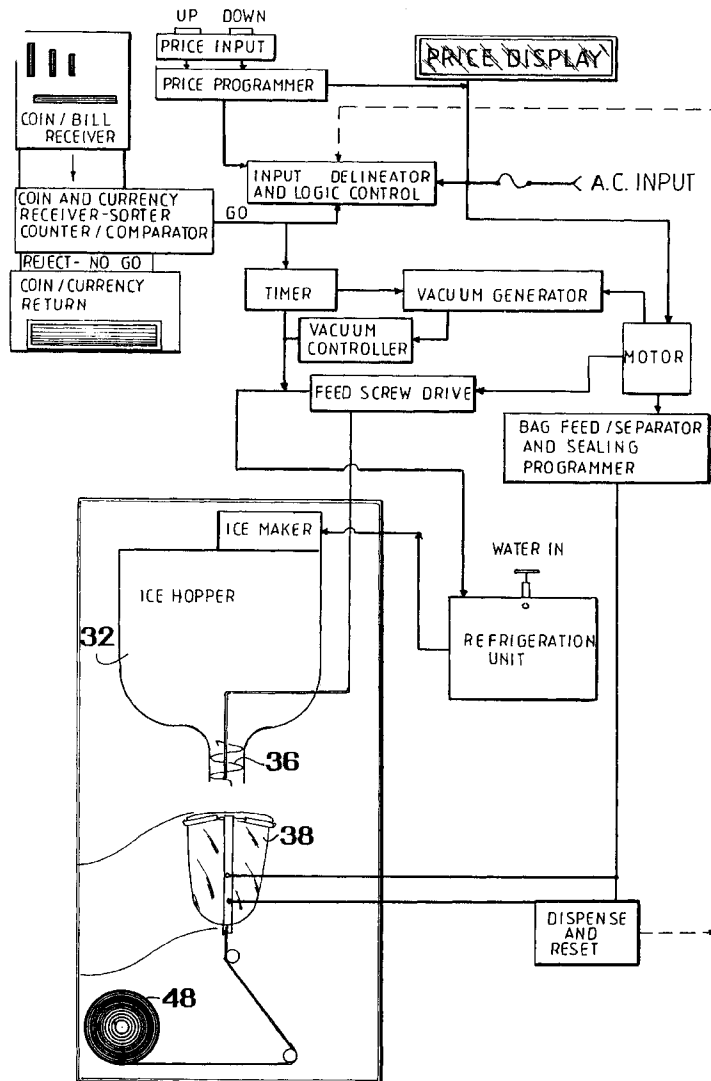 UP DOWN
PRICE INPUT
PRICE PROGRAMMER
PRICE DISPLAY
COIN/BILL
RECEIVER
INPUT DELINEATOR
AND LOGIC CONTROL
A.C. INPUT
COIN AND CURRENCY
RECEIVER-SORTER
COUNTER/COMPARATOR
GO
REJECT- NO GO
COIN/CURRENCY
RETURN
TIMER
VACUUM GENERATOR
VACUUM
CONTROLLER
MOTOR
FEED SCREW DRIVE
BAG FEED/SEPARATOR
AND SEALING
PROGRAMMER
ICE MAKER
WATER IN
ICE HOPPER
32
REFRIGERATION
UNIT
36
38
DISPENSE
AND
RESET
48